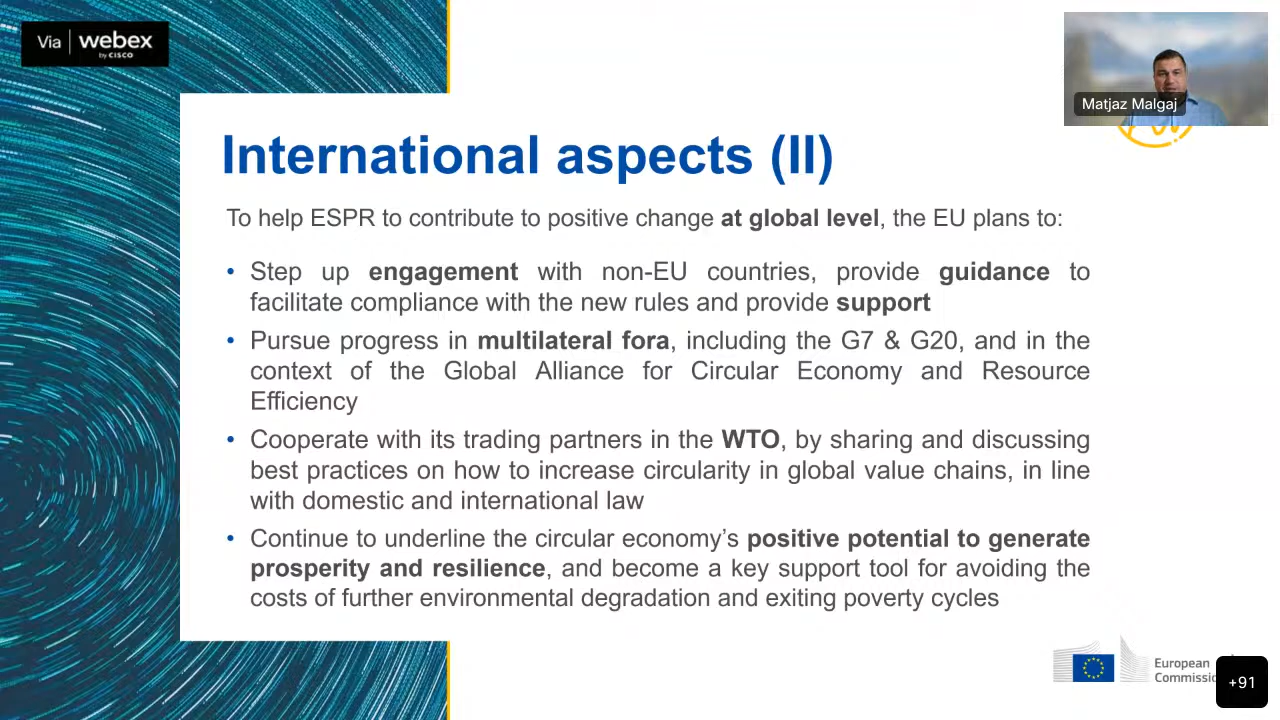 Via | webex
by CISCO
Matjaz Malgaj
International aspects (II)
To help ESPR to contribute to positive change at global level, the EU plans to:
• Step up engagement with non-EU countries, provide guidance to
facilitate compliance with the new rules and provide support
• Pursue progress in multilateral fora, including the G7 & G20, and in the
context of the Global Alliance for Circular Economy and Resource
Efficiency
• Cooperate with its trading partners in the WTO, by sharing and discussing
best practices on how to increase circularity in global value chains, in line
with domestic and international law
• Continue to underline the circular economy’s positive potential to generate
prosperity and resilience, and become a key support tool for avoiding the
costs of further environmental degradation and exiting poverty cycles
European
Commissi
+91